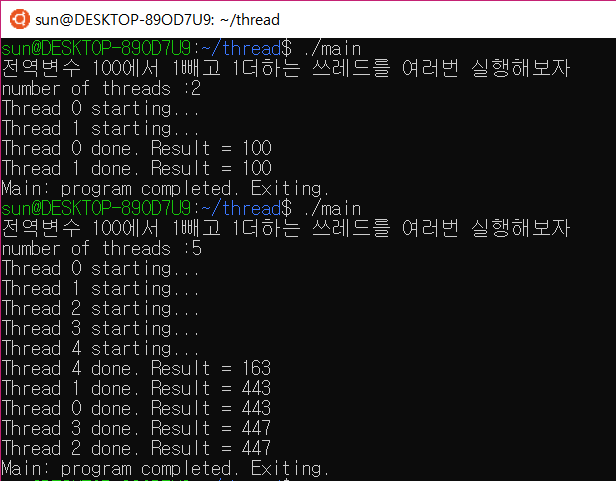 sun@DESKTOP-89OD7U9: ~/thread
sun@DESKTOP-89OD7U9:~/thread$ ./main
전역변수 100에서 1빼고 1더하는 쓰레드를 여러번 실행해보자
number of threads :2
Thread 0 starting...
Thread 1 starting...
Thread 0 done. Result = 100
Thread 1 done. Result = 100
Main: program completed. Exiting.
sun@DESKTOP-89OD7U9:~/thread$ ./main
전역변수 100에서 1빼고 1더하는 쓰레드를 여러번 실행해보자
number of threads :5
Thread 0 starting...
Thread 1 starting...
Thread 2 starting...
Thread 3 starting...
Thread 4 starting...
Thread 4 done. Result = 163
Thread 1 done. Result = 443
Thread 0 done. Result = 443
Thread 3 done. Result = 447
Thread 2 done. Result = 447
Main: program completed. Exiting.